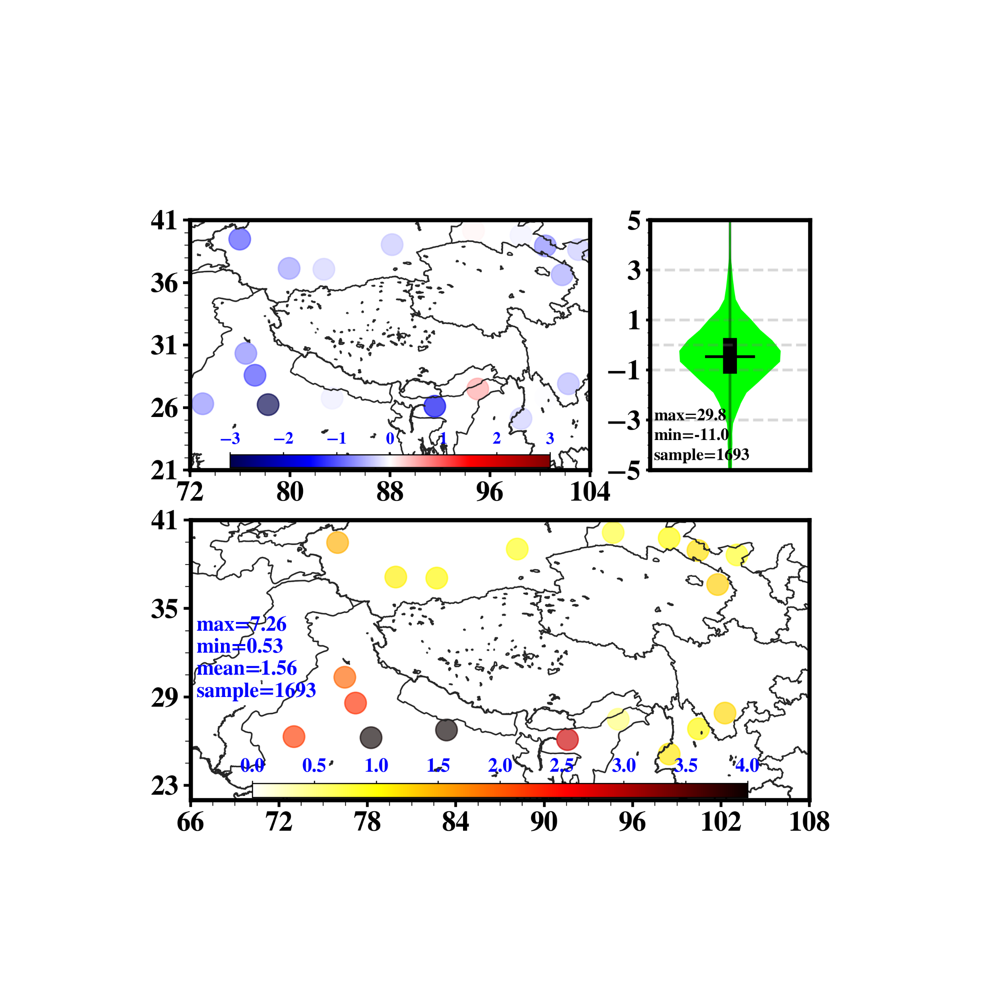 41
36
31
26
21
72 80 88 96 104
−3 −2 −1 0 1 2 3
5
3
1
−1
−3
−5
max=29.8
min=-11.0
sample=1693
41
35
29
23
66 72 78 84 90 96 102 108
max=7.26
min=0.53
mean=1.56
sample=1693
0.0 0.5 1.0 1.5 2.0 2.5 3.0 3.5 4.0